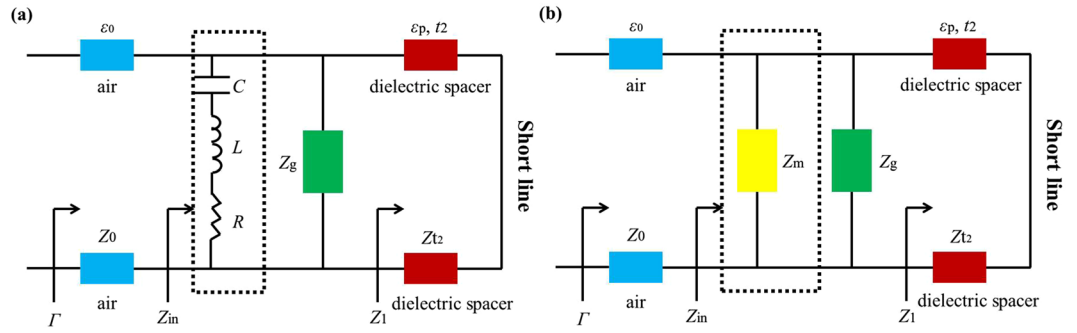 (a)
ε0
air
C
L
R
Zg
εp, t2
dielectric spacer
Short line
Z0
air
Zt2
dielectric spacer
Γ
Zin
Z1
(b)
ε0
air
Zm
Zg
εp, t2
dielectric spacer
Short line
Z0
air
Zt2
dielectric spacer
Γ
Zin
Z1